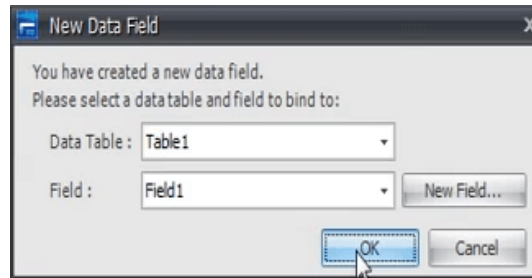 New Data Field
You have created a new data field.
Please select a data table and field to bind to:
Data Table : Table1
Field : Field1 New Field...
OK Cancel